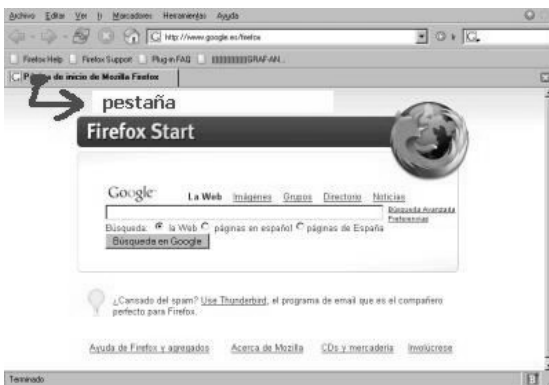 Archivo Editar Ver Ir Marcadores Herramientas Ayuda
http://www.google.es/firefox
Firefox Help Firefox Support Plug-in FAQ
Página de inicio de Mozilla Firefox
pestaña
Firefox Start
Google La Web Imágenes Grupos Directorio Noticias
Búsqueda Avanzada
Preferencias
Búsqueda: la Web páginas en español páginas de España
Búsqueda en Google
¿Cansado del spam? Use Thunderbird, el programa de email que es el compañero
perfecto para Firefox.
Ayuda de Firefox y agregados Acerca de Mozilla CDs y mercadería Involúcrese
Terminado